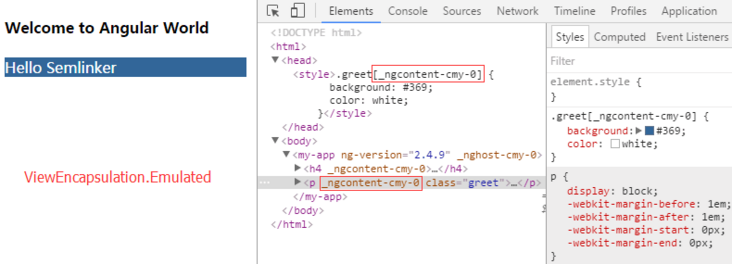 Welcome to Angular World
Hello Semlinker
ViewEncapsulation.Emulated
Elements Console Sources Network Timeline Profiles Application
<!DOCTYPE html>
<html>
▼<head>
<style>.greet[_ngcontent-cmy-0] {
background: #369;
color: white;
}</style>
</head>
▼<body>
▼<my-app ng-version="2.4.9" _nghost-cmy-0>
▶<h4 _ngcontent-cmy-0>…</h4>
… ▶<p _ngcontent-cmy-0 class="greet">…</p>
</my-app>
</body>
</html>
Styles Computed Event Listeners
Filter
element.style {
}
.greet[_ngcontent-cmy-0] {
background:▶#369;
color: white;
}
p {
display: block;
-webkit-margin-before: 1em;
-webkit-margin-after: 1em;
-webkit-margin-start: 0px;
-webkit-margin-end: 0px;
}